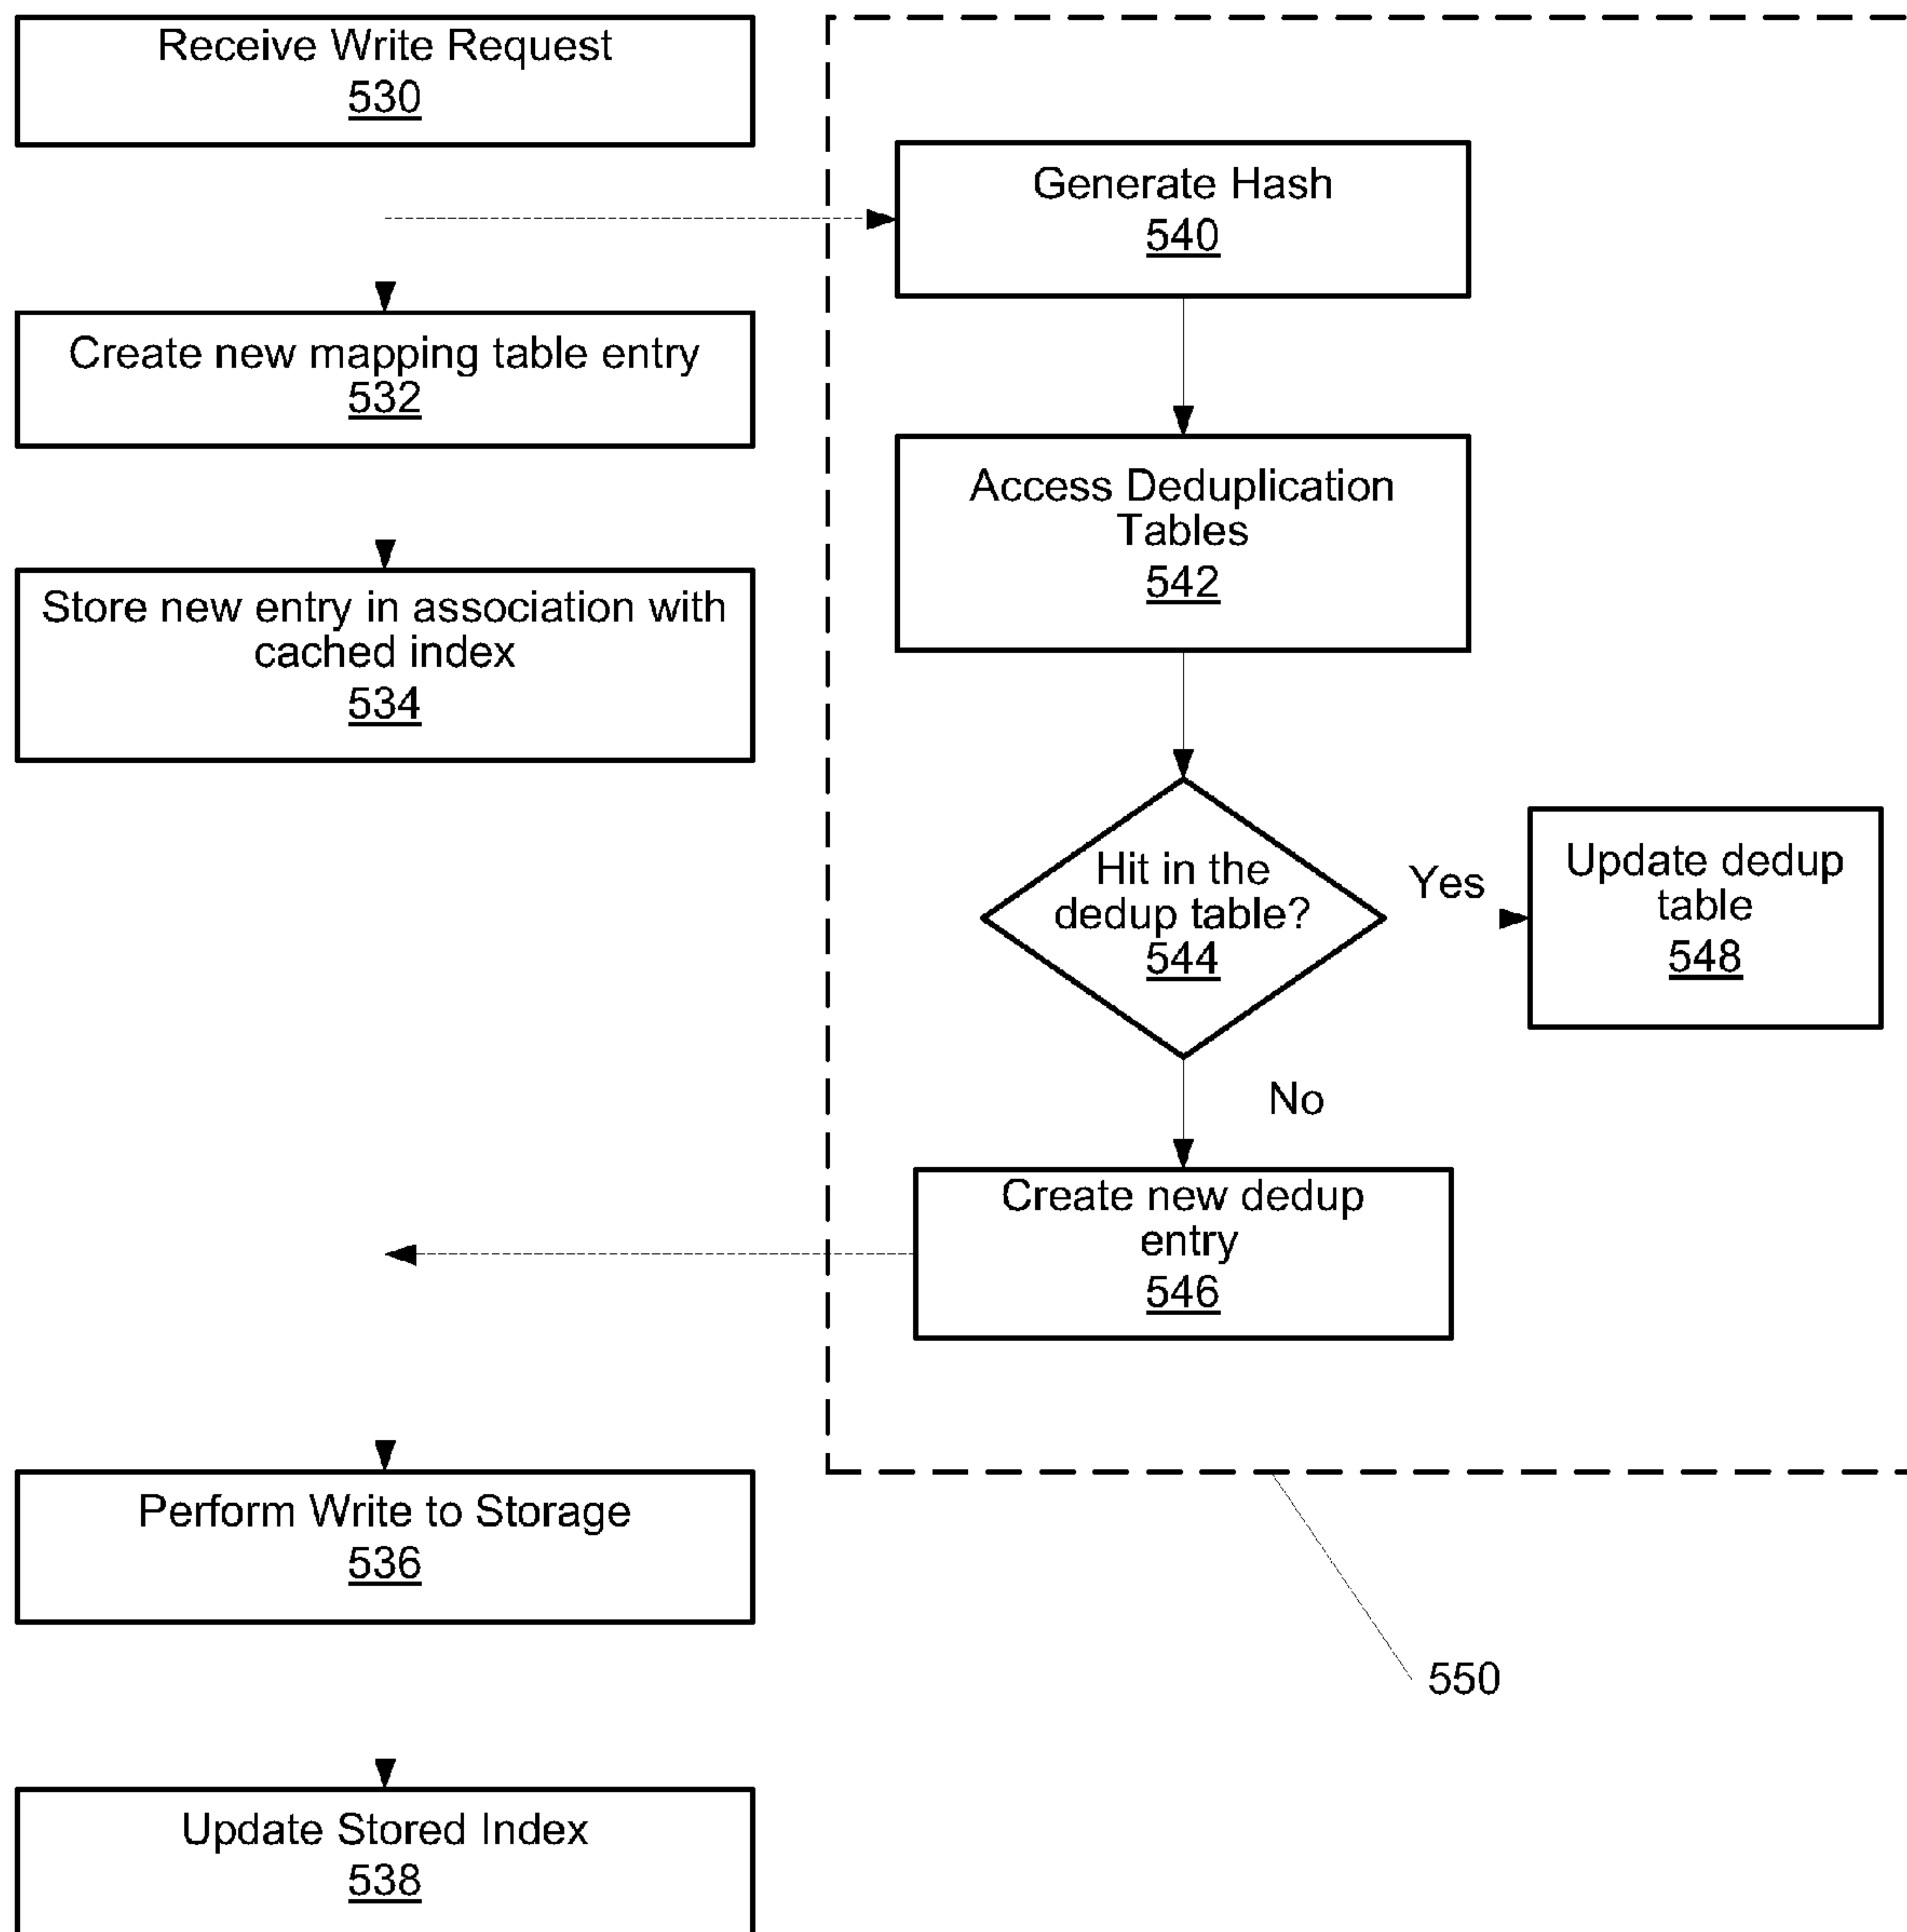 Receive Write Request
530
Generate Hash
540
Create new mapping table entry
532
Access Deduplication
Tables
542
Store new entry in association with
cached index
534
Hit in the
dedup table?
544
Yes
Update dedup
table
548
No
Create new dedup
entry
546
Perform Write to Storage
536
550
Update Stored Index
538